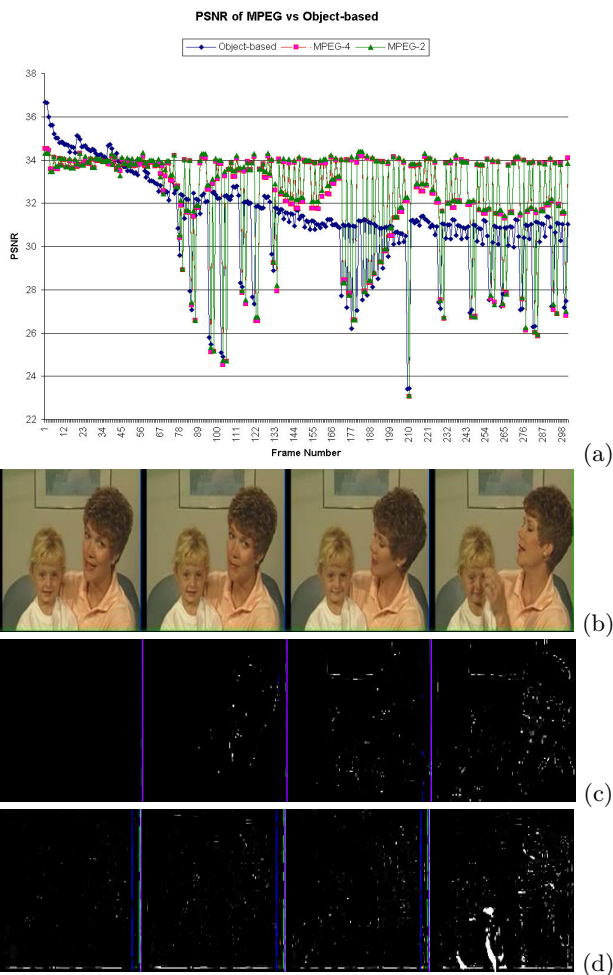 PSNR of MPEG vs Object-based
Object-based MPEG-4 MPEG-2
38
36
34
32
30
28
26
24
22
PSNR
1 12 23 34 45 56 67 78 89 100 111 122 133 144 155 166 177 188 199 210 221 232 243 254 265 276 287 298
Frame Number
(a)
(b)
(c)
(d)